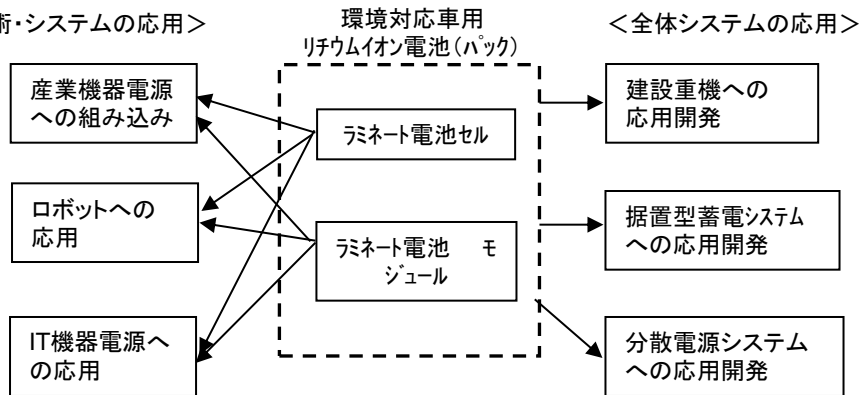 術・システムの応用＞
環境対応車用
リチウムイオン電池(パック)
＜全体システムの応用＞
産業機器電源
への組み込み
ロボットへの
応用
IT機器電源へ
の応用
ラミネート電池セル
ラミネート電池　モ
ジュール
建設重機への
応用開発
据置型蓄電システム
への応用開発
分散電源システム
への応用開発